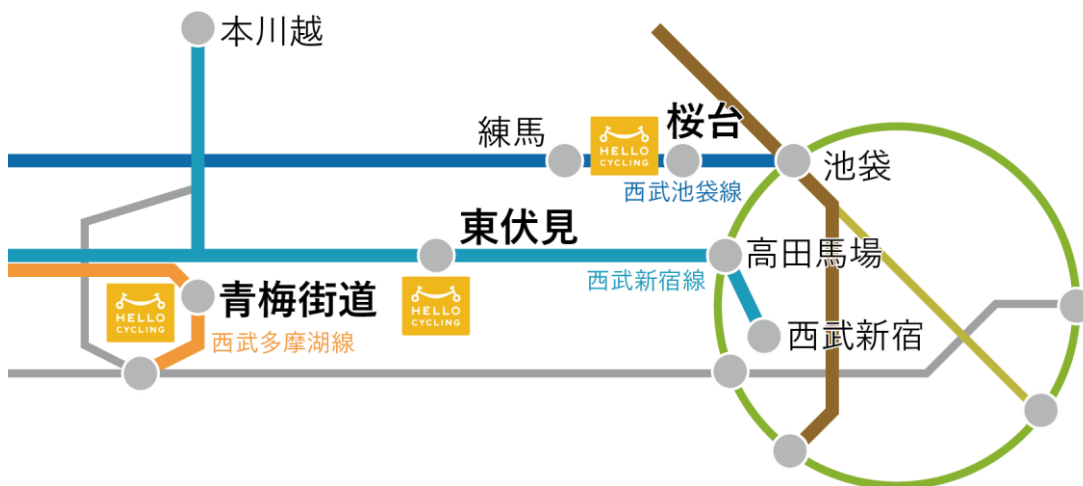 本川越
練馬
HELLO
CYCLING
桜台
池袋
西武池袋線
東伏見
高田馬場
西武新宿線
HELLO
CYCLING
青梅街道
HELLO
CYCLING
西武多摩湖線
西武新宿